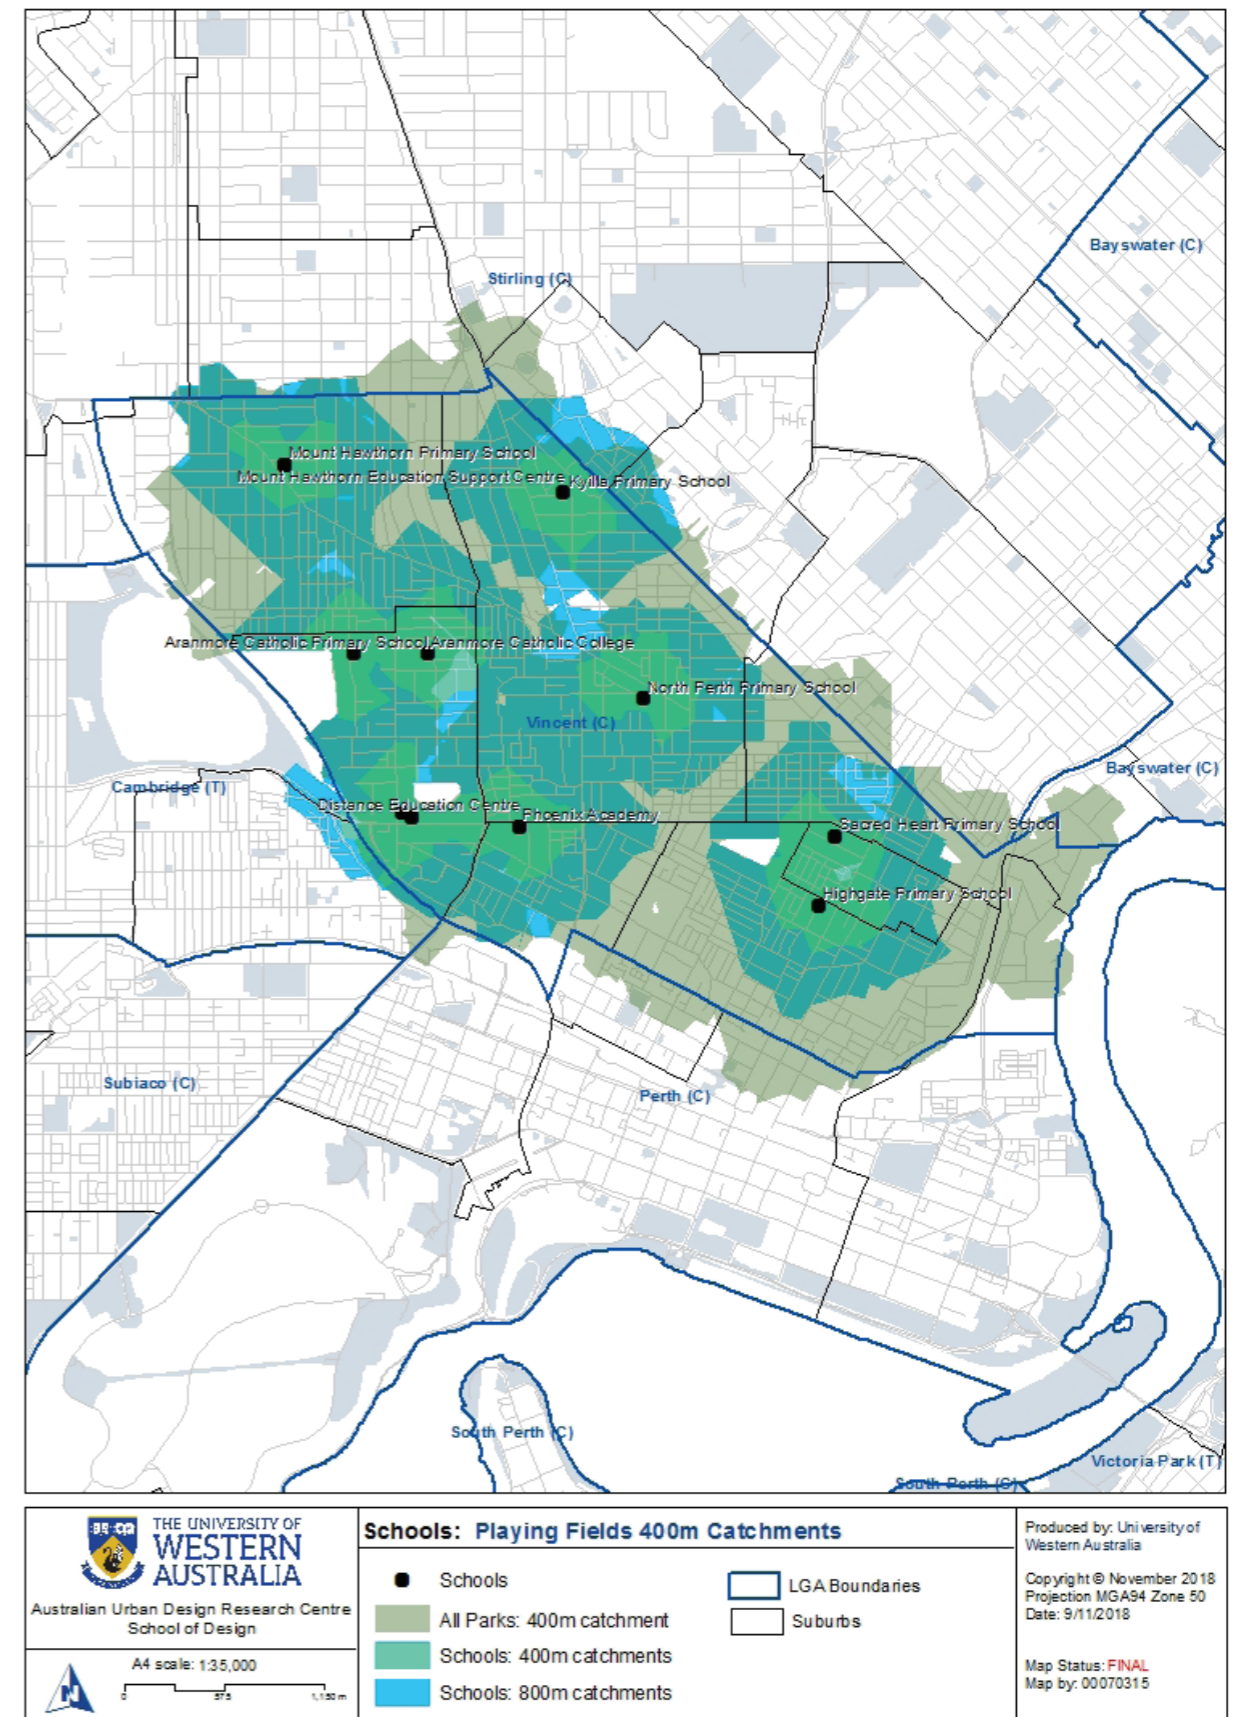 Bayswater (C)
Stirling (C)
Mount Hawthorn Primary School
Mount Hawthorn Education Support Centre
Kyilla Primary School
Aranmore Catholic Primary School
Aranmore Catholic College
North Perth Primary School
Vincent (C)
Bayswater (C)
Cambridge (T)
Distance Education Centre
Phoenix Academy
Sacred Heart Primary School
Highgate Primary School
Subiaco (C)
Perth (C)
South Perth (C)
Victoria Park (T)
South Perth (C)
THE UNIVERSITY OF
WESTERN
AUSTRALIA
Australian Urban Design Research Centre
School of Design
N
A4 scale: 1:35,000
0 575 1,150 m
Schools: Playing Fields 400m Catchments
Schools
All Parks: 400m catchment
Schools: 400m catchments
Schools: 800m catchments
LGA Boundaries
Suburbs
Produced by: University of
Western Australia
Copyright © November 2018
Projection MGA94 Zone 50
Date: 9/11/2018
Map Status: FINAL
Map by: 00070315